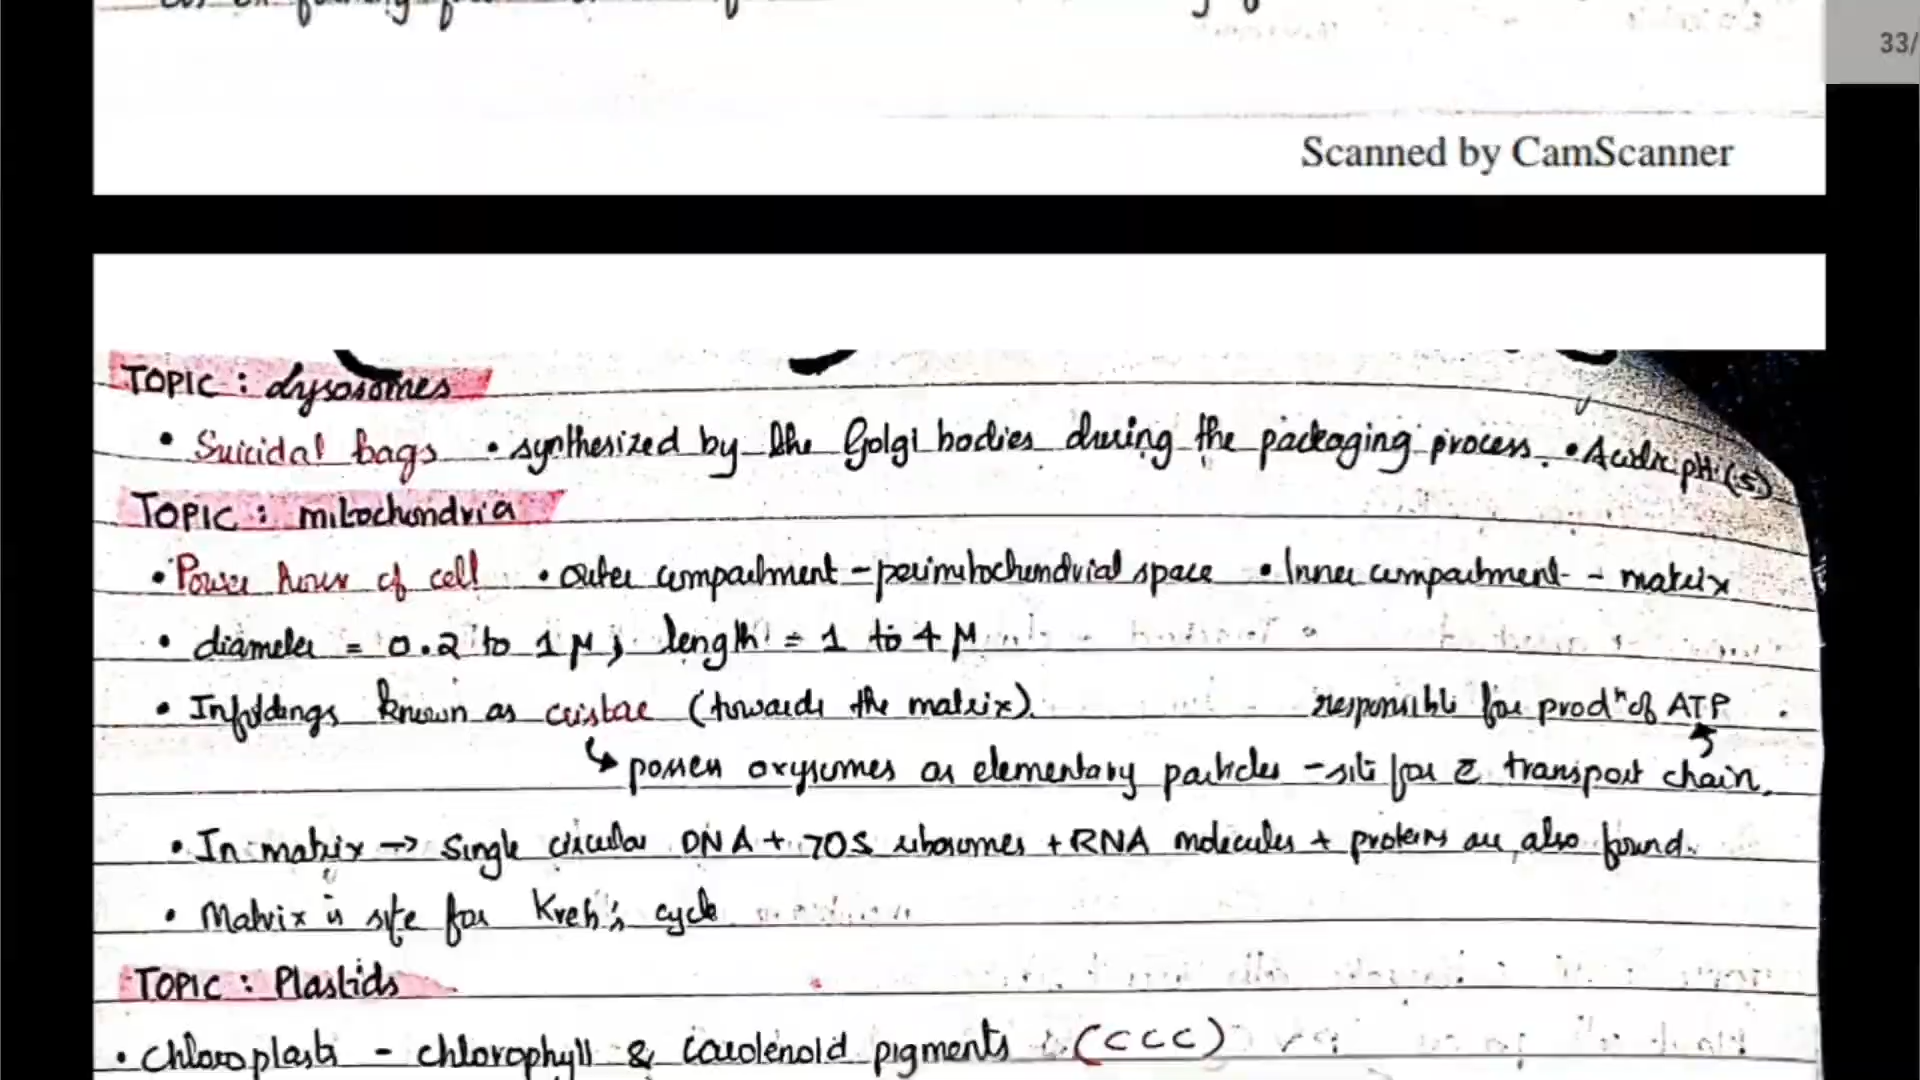 33/
Scanned by CamScanner
TOPIC : Lysosomes
• Suicidal bags • synthesized by the Golgi bodies during the packaging process. • Acidic pH (5)
TOPIC : mitochondria
• Power house of cell • outer compartment - perimitochondrial space • Inner compartment - matrix
• diameter = 0.2 to 1 μ; length = 1 to 4 μ
• Infoldings known as cristae (towards the matrix). responsible for prodⁿ of ATP
possess oxysomes or elementary particles - site for transport chain.
• In matrix → Single circular DNA + 70S ribosomes + RNA molecules + proteins are also found.
• Matrix is site for Kreb's cycle
TOPIC : Plastids
• Chloroplasts - chlorophyll & carotenoid pigments (CCC)